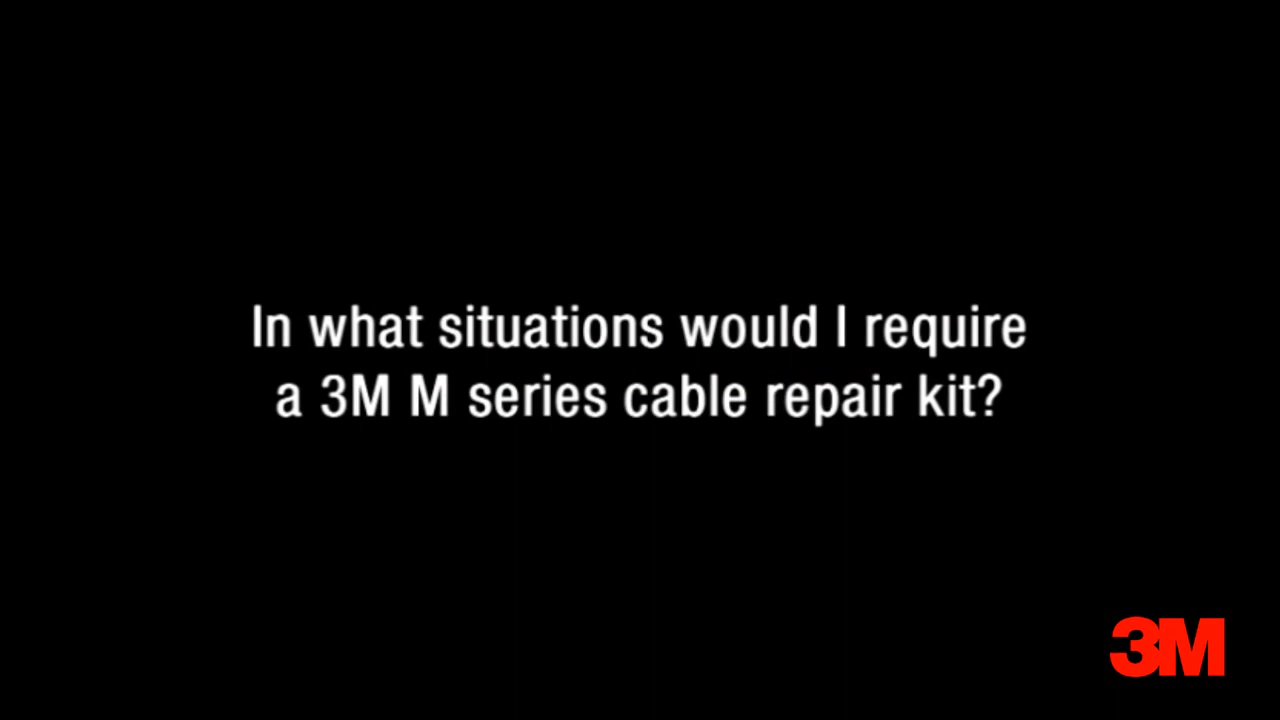 In what situations would I require
a 3M M series cable repair kit?
3M